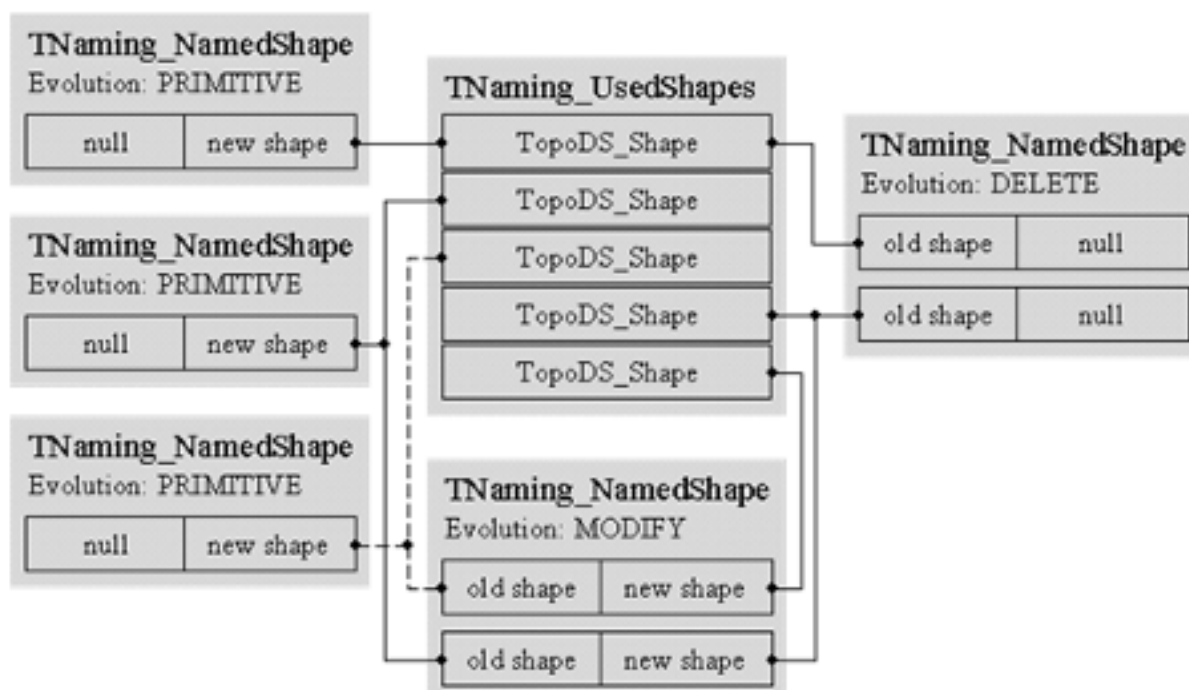 TNaming_NamedShape
Evolution: PRIMITIVE
null new shape
TNaming_NamedShape
Evolution: PRIMITIVE
null new shape
TNaming_NamedShape
Evolution: PRIMITIVE
null new shape
TNaming_UsedShapes
TopoDS_Shape
TopoDS_Shape
TopoDS_Shape
TopoDS_Shape
TopoDS_Shape
TNaming_NamedShape
Evolution: MODIFY
old shape new shape
old shape new shape
TNaming_NamedShape
Evolution: DELETE
old shape null
old shape null